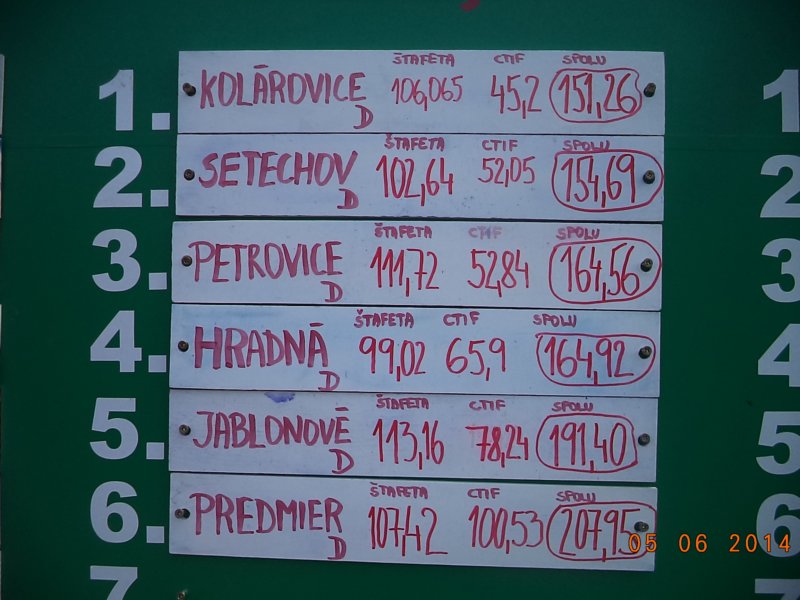 ŠTAFETA CTIF SPOLU
1. KOLÁROVICE D 106,065 45,2 151,26 1
ŠTAFETA CTIF SPOLU
2. SETECHOV D 102,64 52,05 154,69 2
ŠTAFETA CTIF SPOLU
3. PETROVICE D 111,72 52,84 164,56 3
ŠTAFETA CTIF SPOLU
4. HRADNÁ D 99,02 65,9 164,92 4
ŠTAFETA CTIF SPOLU
5. JABLONOVÉ D 113,16 78,24 191,40 5
ŠTAFETA CTIF SPOLU
6. PREDMIER D 107,42 100,53 207,95 6
05 06 2014
7